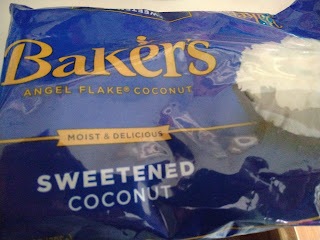 BAKER'S
ANGEL FLAKE® COCONUT
MOIST & DELICIOUS
SWEETENED
COCONUT